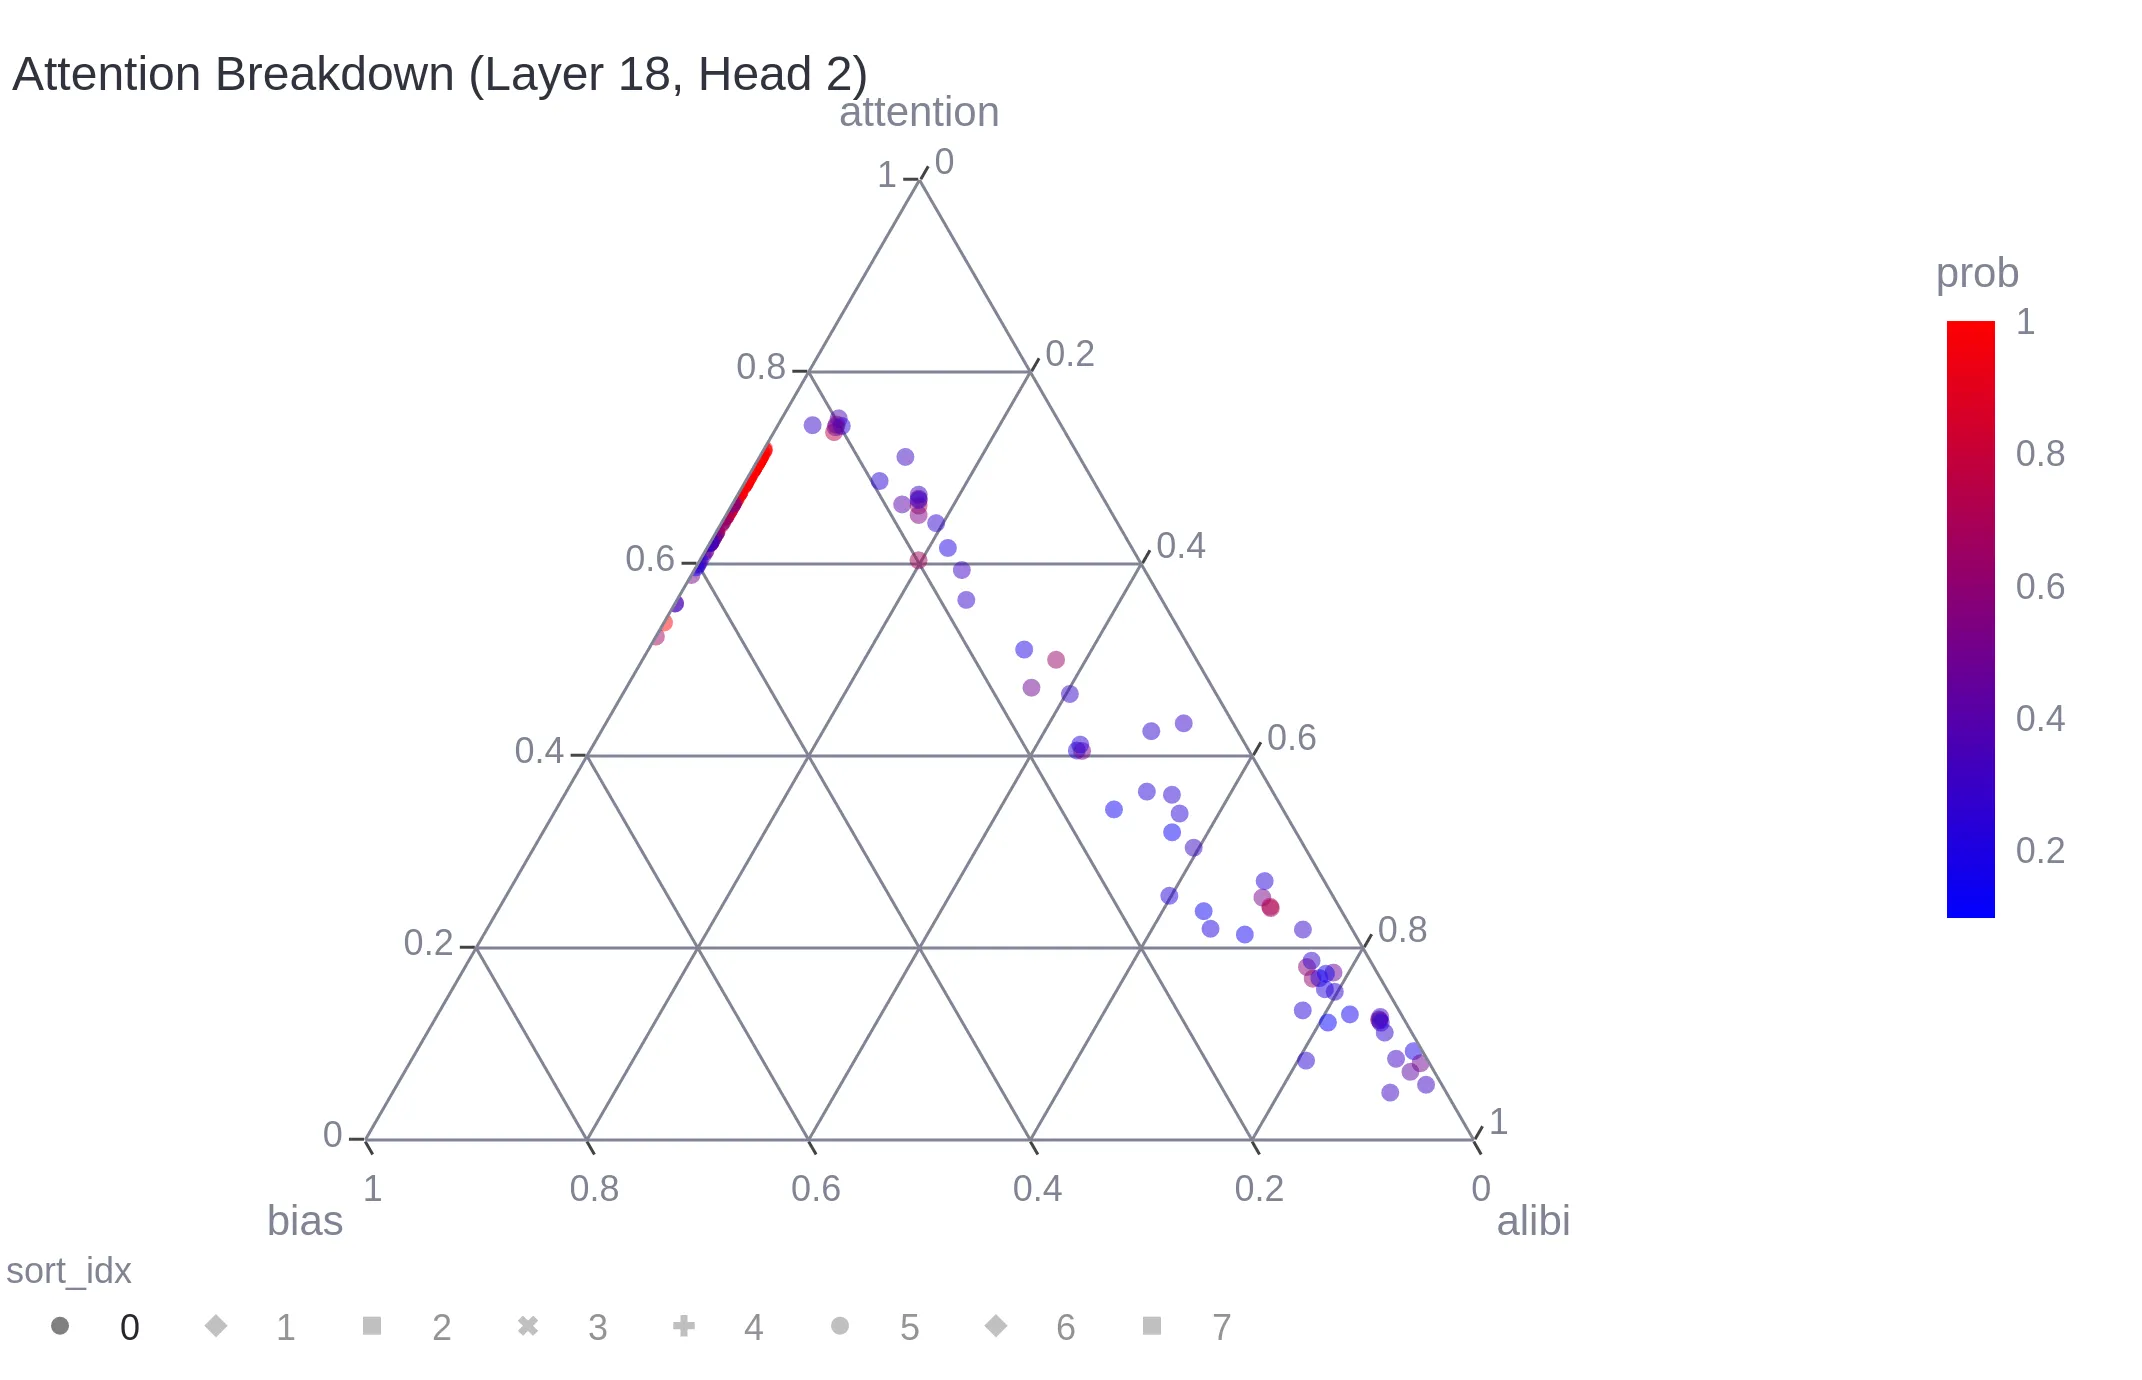 Attention Breakdown (Layer 18, Head 2)
attention
1 0
0.8 0.2
0.6 0.4
0.4 0.6
0.2 0.8
0 1
1 0.8 0.6 0.4 0.2 0
bias alibi
prob
1
0.8
0.6
0.4
0.2
sort_idx
0 1 2 3 4 5 6 7